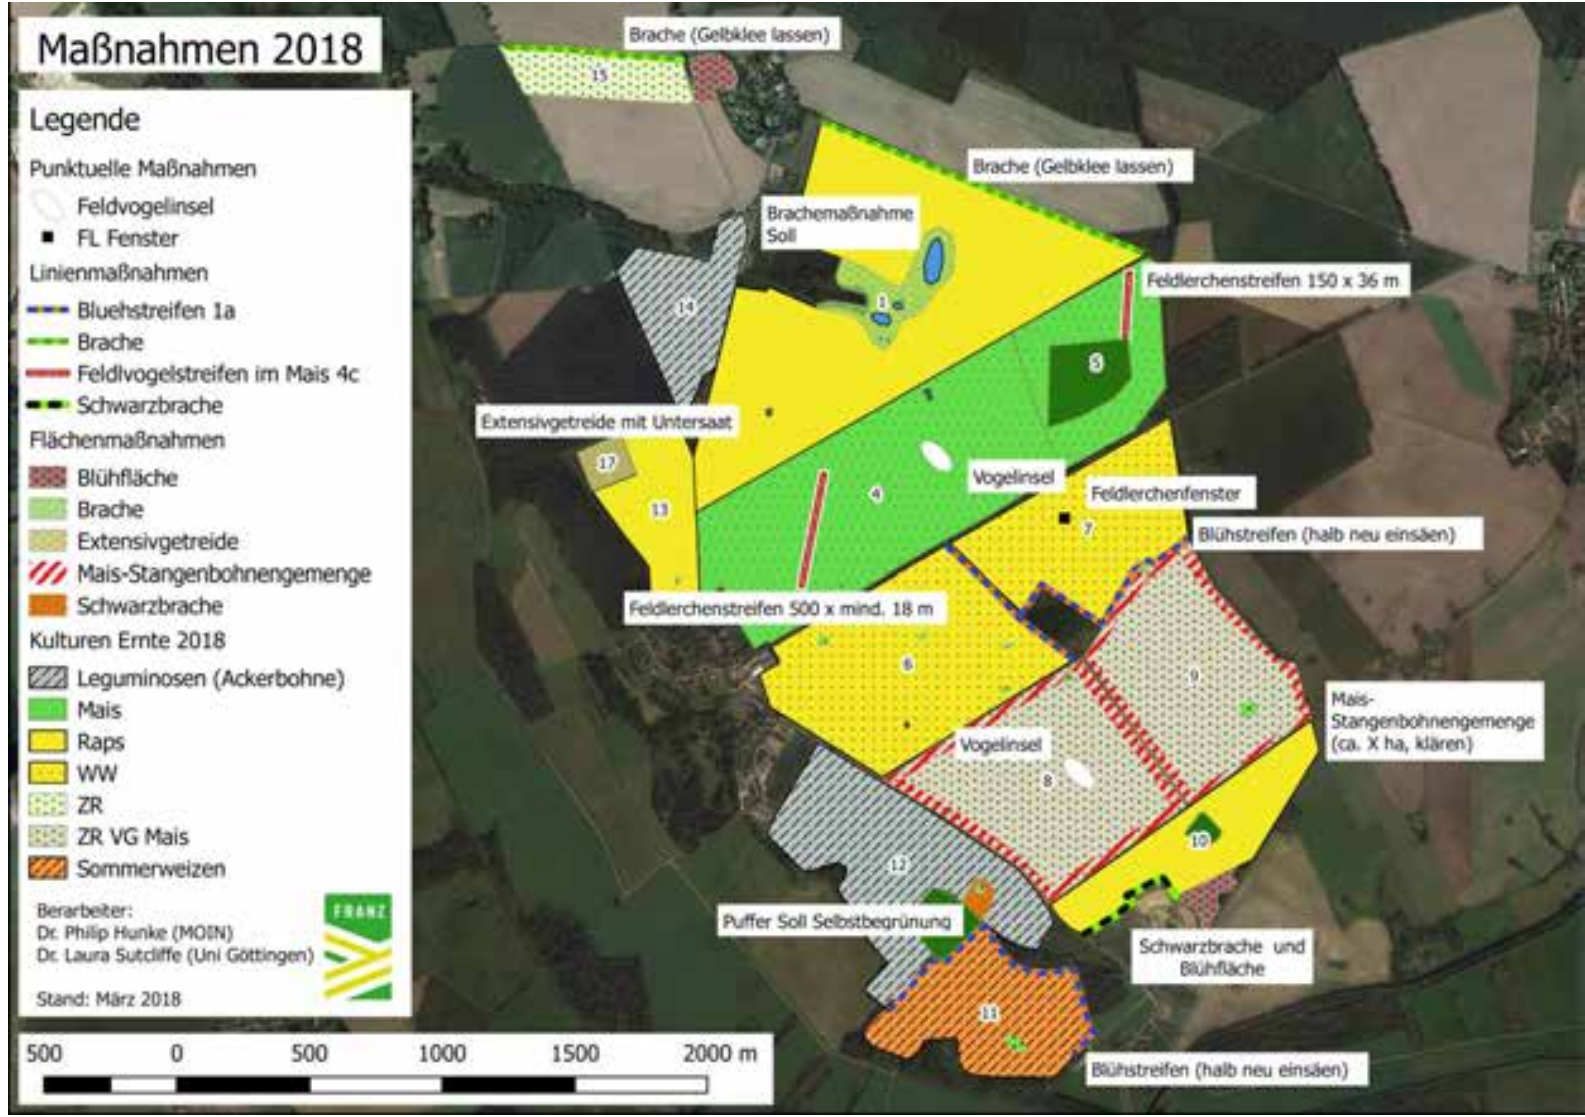 Maßnahmen 2018
Legende
Punktuelle Maßnahmen
Feldvogelinsel
FL Fenster
Linienmaßnahmen
Bluehstreifen 1a
Brache
Feldlvogelstreifen im Mais 4c
Schwarzbrache
Flächenmaßnahmen
Blühfläche
Brache
Extensivgetreide
Mais-Stangenbohnengemenge
Schwarzbrache
Kulturen Ernte 2018
Leguminosen (Ackerbohne)
Mais
Raps
WW
ZR
ZR VG Mais
Sommerweizen
Berarbeiter:
Dr. Philip Hunke (MOIN)
Dr. Laura Sutcliffe (Uni Göttingen)
Stand: März 2018
FRANZ
500 0 500 1000 1500 2000 m
Brache (Gelbklee lassen)
15
Brache (Gelbklee lassen)
Brachemaßnahme
Soll
Feldlerchenstreifen 150 x 36 m
1
14
5
Extensivgetreide mit Untersaat
17
Vogelinsel
4
Feldlerchenfenster
13
7
Blühstreifen (halb neu einsäen)
Feldlerchenstreifen 500 x mind. 18 m
6
9
Mais-
Stangenbohnengemenge
(ca. X ha, klären)
Vogelinsel
8
10
12
Puffer Soll Selbstbegrünung
Schwarzbrache und
Blühfläche
11
Blühstreifen (halb neu einsäen)